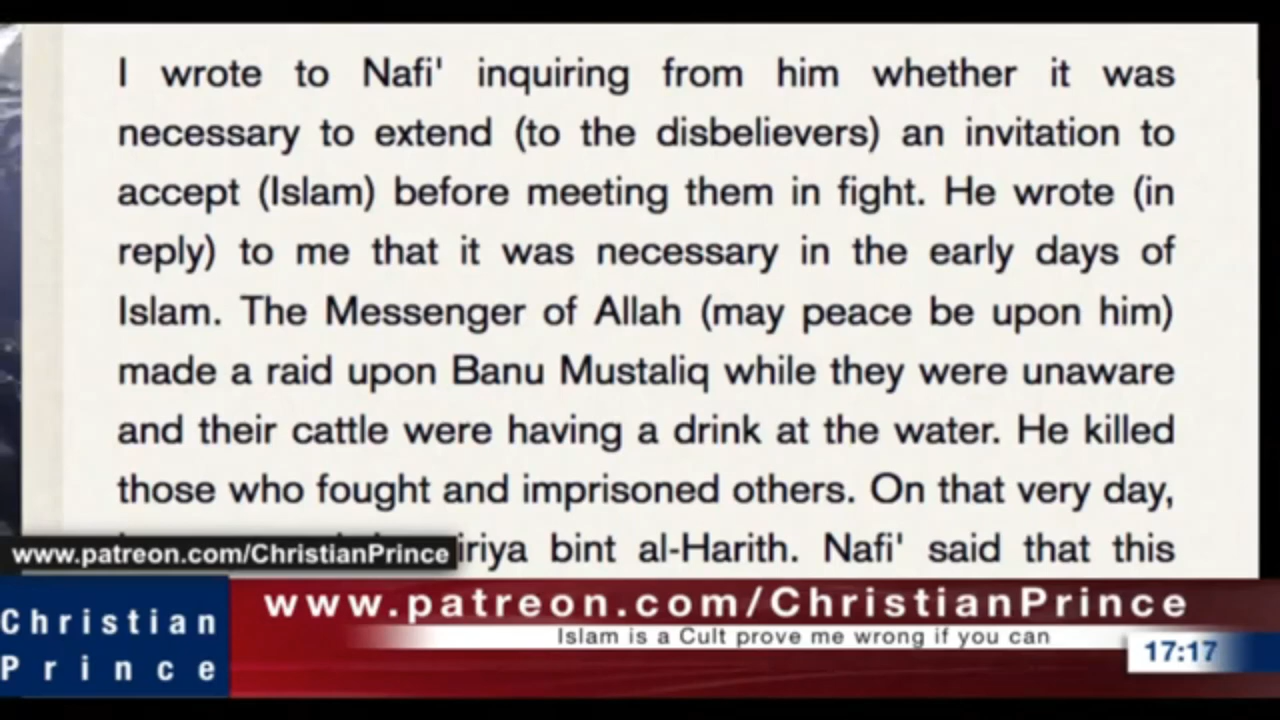 I wrote to Nafi' inquiring from him whether it was
necessary to extend (to the disbelievers) an invitation to
accept (Islam) before meeting them in fight. He wrote (in
reply) to me that it was necessary in the early days of
Islam. The Messenger of Allah (may peace be upon him)
made a raid upon Banu Mustaliq while they were unaware
and their cattle were having a drink at the water. He killed
those who fought and imprisoned others. On that very day,
bint al-Harith. Nafi' said that this
www.patreon.com/ChristianPrince
Christian
Prince
www.patreon.com/ChristianPrince
Islam is a Cult prove me wrong if you can
17:17